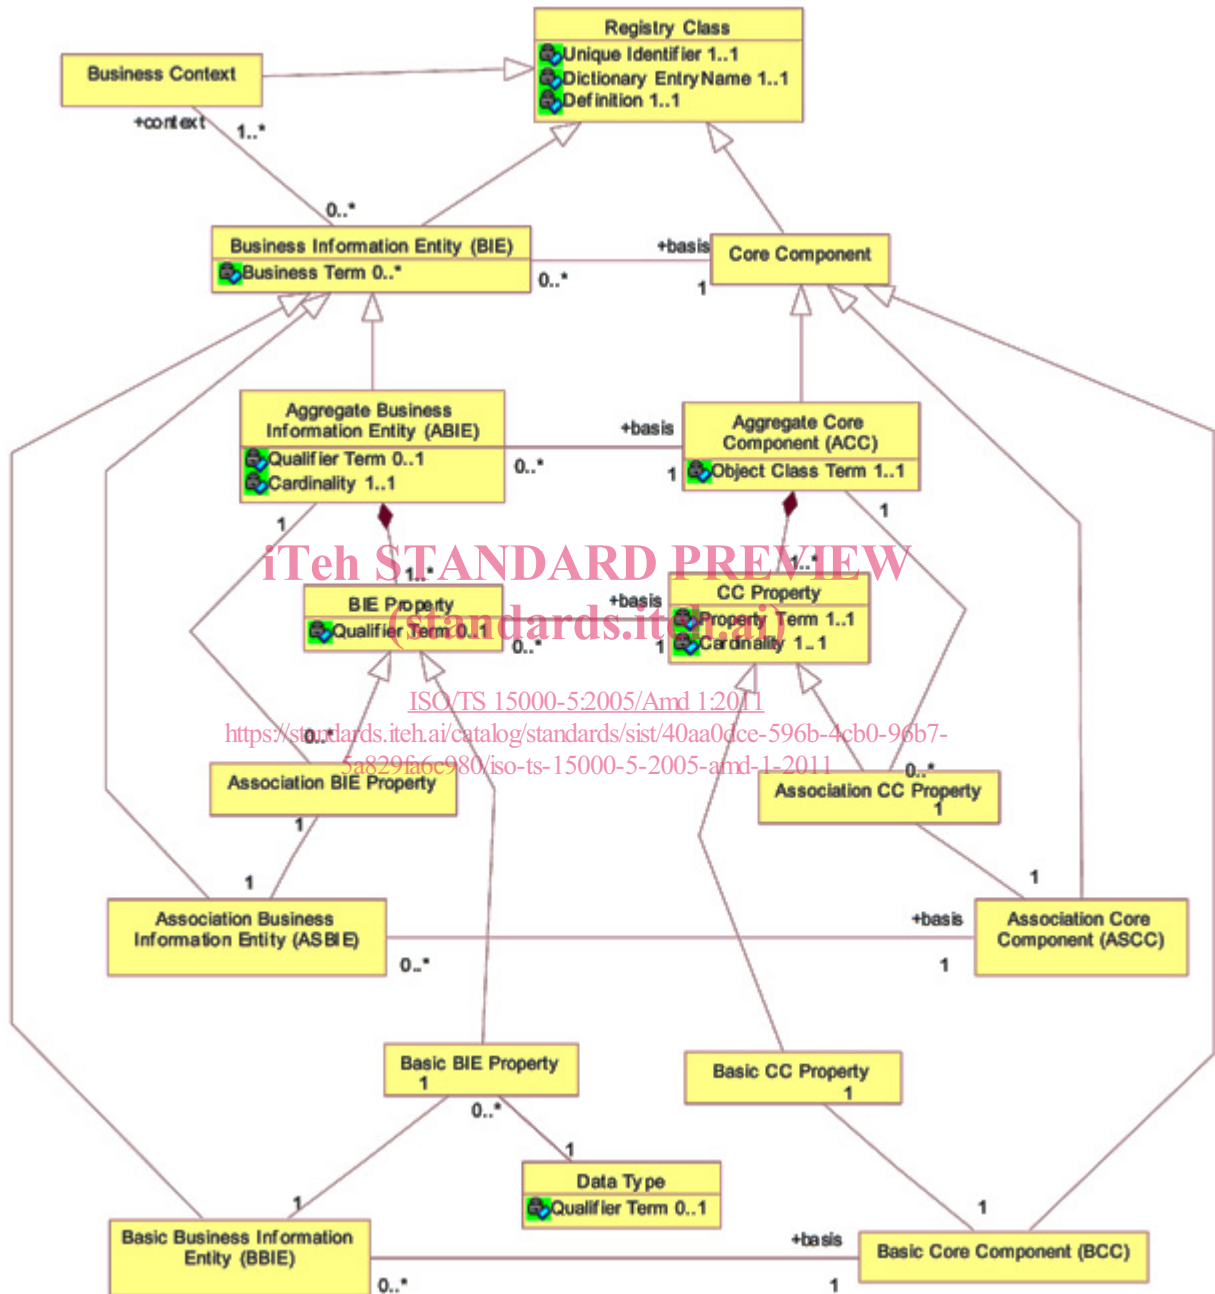 Registry Class
Unique Identifier 1..1
Dictionary EntryName 1..1
Definition 1..1
Business Context
+context
1..*
0..*
Business Information Entity (BIE)
Business Term 0..*
+basis
0..*
1
Core Component
Aggregate Business
Information Entity (ABIE)
Qualifier Term 0..1
Cardinality 1..1
+basis
0..*
1
Aggregate Core
Component (ACC)
Object Class Term 1..1
1
1
iTeh STANDARD PREVIEW
(standards.iteh.ai)
1..*
1..*
BIE Property
Qualifier Term 0..1
+basis
0..*
1
CC Property
Property Term 1..1
Cardinality 1..1
ISO/TS 15000-5:2005/Amd 1:2011
https://standards.iteh.ai/catalog/standards/sist/40aa0dce-596b-4cb0-96b7-
5a829fa6c980/iso-ts-15000-5-2005-amd-1-2011
0..*
Association BIE Property
1
0..*
Association CC Property
1
1
1
Association Business
Information Entity (ASBIE)
+basis
0..*
1
Association Core
Component (ASCC)
Basic BIE Property
1
0..*
Basic CC Property
1
1
Data Type
Qualifier Term 0..1
1
1
Basic Business Information
Entity (BBIE)
+basis
0..*
1
Basic Core Component (BCC)